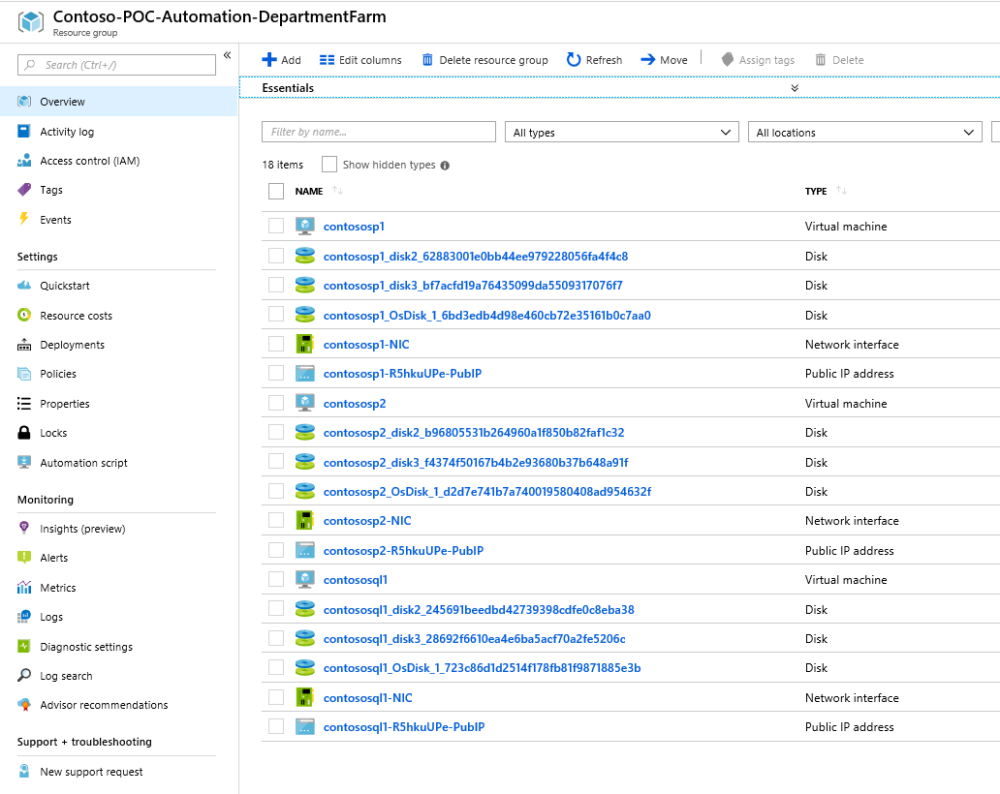 Contoso-POC-Automation-DepartmentFarm
Resource group
Search (Ctrl+/)
Overview
Activity log
Access control (IAM)
Tags
Events
Settings
Quickstart
Resource costs
Deployments
Policies
Properties
Locks
Automation script
Monitoring
Insights (preview)
Alerts
Metrics
Logs
Diagnostic settings
Log search
Advisor recommendations
Support + troubleshooting
New support request
Add Edit columns Delete resource group Refresh Move Assign tags Delete
Essentials
Filter by name... All types All locations
18 items Show hidden types
NAME TYPE
contososp1 Virtual machine
contososp1_disk2_62883001e0bb44ee979228056fa4f4c8 Disk
contososp1_disk3_bf7acfd19a76435099da5509317076f7 Disk
contososp1_OsDisk_1_6bd3edb4d98e460cb72e35161b0c7aa0 Disk
contososp1-NIC Network interface
contososp1-R5hkuUPe-PubIP Public IP address
contososp2 Virtual machine
contososp2_disk2_b96805531b264960a1f850b82faf1c32 Disk
contososp2_disk3_f4374f50167b4b2e93680b37b648a91f Disk
contososp2_OsDisk_1_d2d7e741b7a740019580408ad954632f Disk
contososp2-NIC Network interface
contososp2-R5hkuUPe-PubIP Public IP address
contososql1 Virtual machine
contososql1_disk2_245691beedbd42739398cdfe0c8eba38 Disk
contososql1_disk3_28692f6610ea4e6ba5acf70a2fe5206c Disk
contososql1_OsDisk_1_723c86d1d2514f178fb81f9871885e3b Disk
contososql1-NIC Network interface
contososql1-R5hkuUPe-PubIP Public IP address